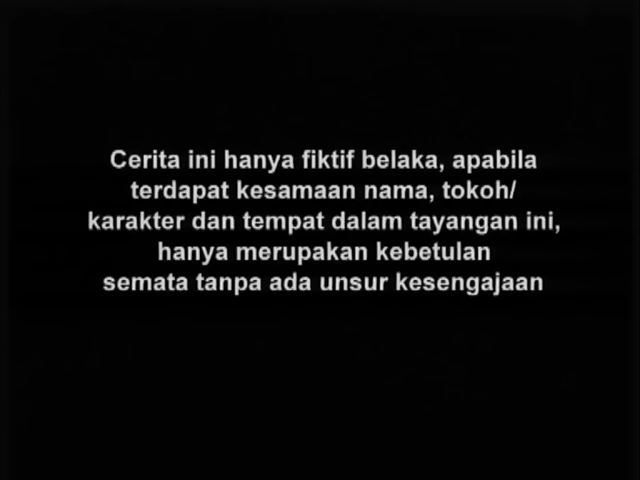 Cerita ini hanya fiktif belaka, apabila
terdapat kesamaan nama, tokoh/
karakter dan tempat dalam tayangan ini,
hanya merupakan kebetulan
semata tanpa ada unsur kesengajaan